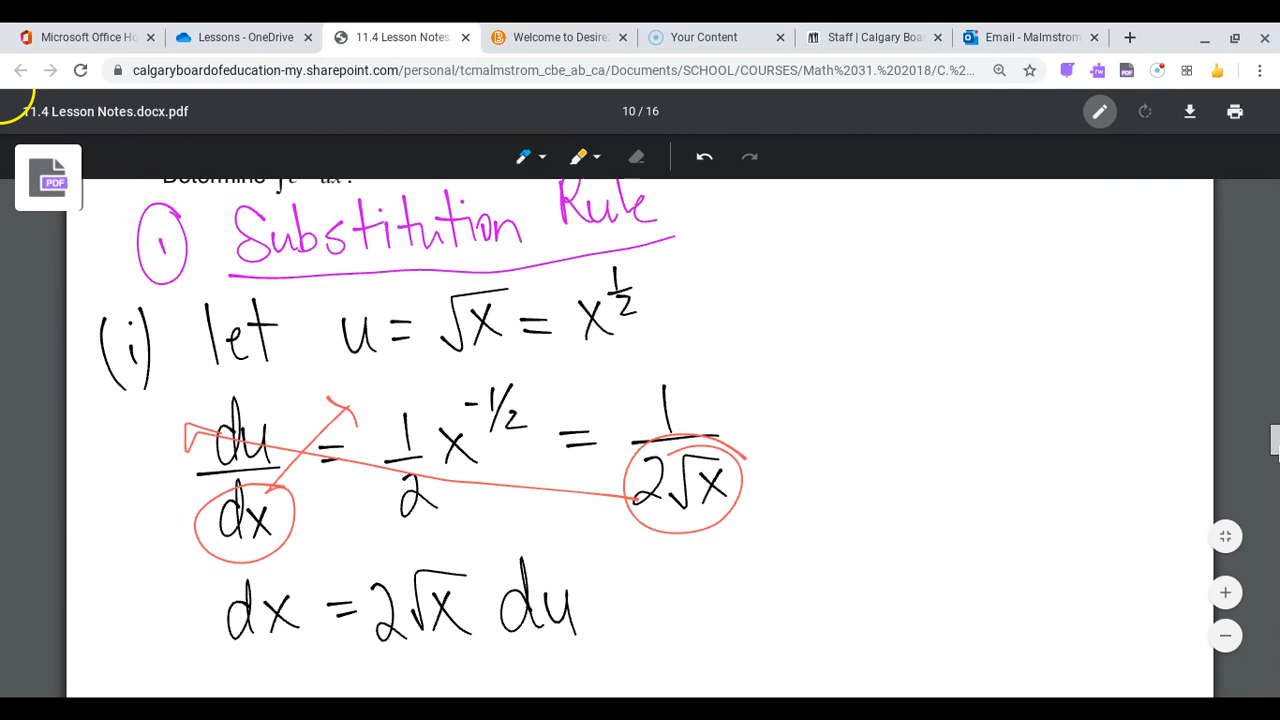 Microsoft Office Ho
Lessons - OneDrive
11.4 Lesson Notes.
Welcome to Desire2
Your Content
Staff | Calgary Boar
Email - Malmstrom
calgaryboardofeducation-my.sharepoint.com/personal/tcmalmstrom_cbe_ab_ca/Documents/SCHOOL/COURSES/Math%2031.%202018/C.%2...
11.4 Lesson Notes.docx.pdf
10 / 16
PDF
① Substitution Rule
(i) let u = √x = x^{1/2}
du/dx = 1/2 x^{-1/2} = 1/(2√x)
dx = 2√x du